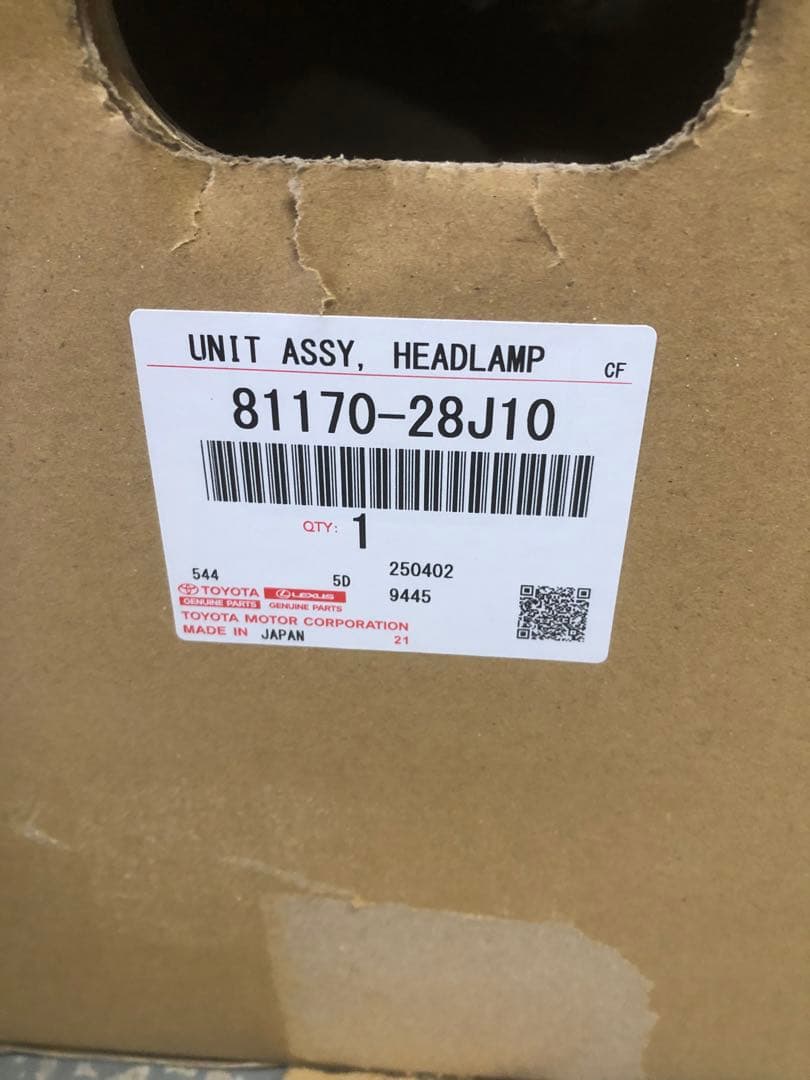 UNIT ASSY, HEADLAMP CF
81170-28J10
QTY: 1
544 5D 250402
TOYOTA LEXUS 9445
GENUINE PARTS GENUINE PARTS
TOYOTA MOTOR CORPORATION
MADE IN JAPAN 21